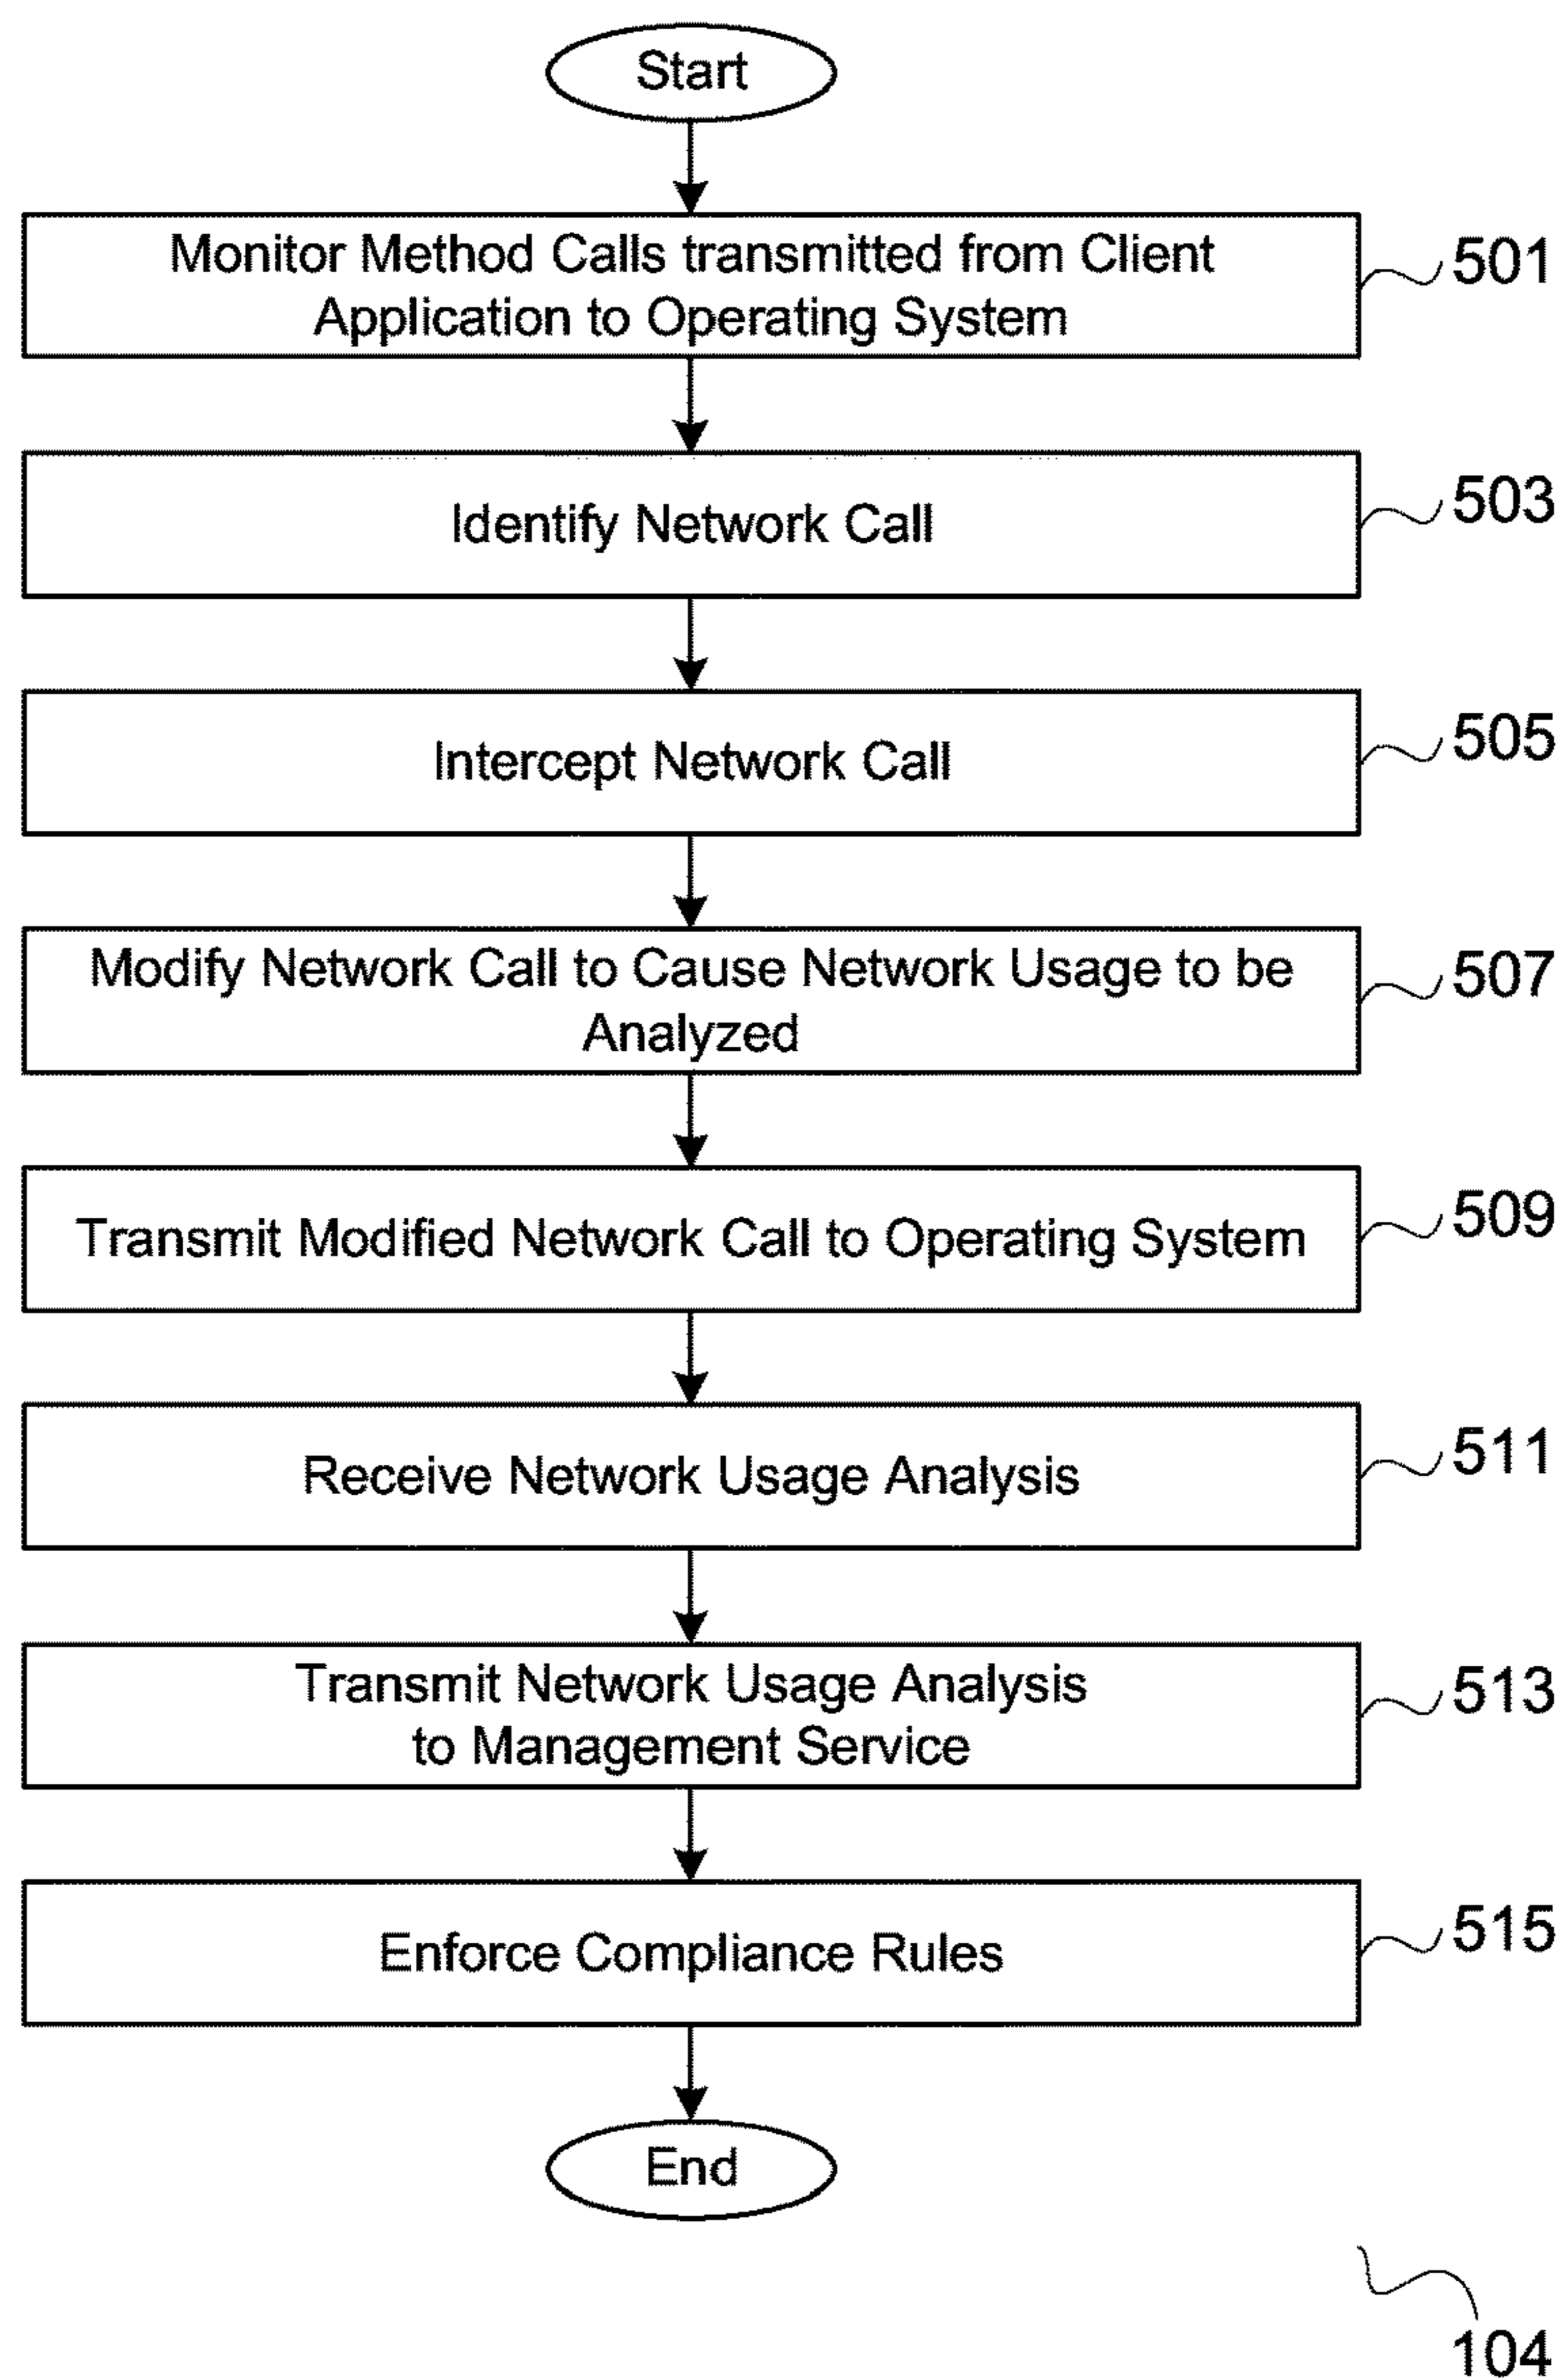 Start
Monitor Method Calls transmitted from Client
Application to Operating System
501
Identify Network Call
503
Intercept Network Call
505
Modify Network Call to Cause Network Usage to be
Analyzed
507
Transmit Modified Network Call to Operating System
509
Receive Network Usage Analysis
511
Transmit Network Usage Analysis
to Management Service
513
Enforce Compliance Rules
515
End
104